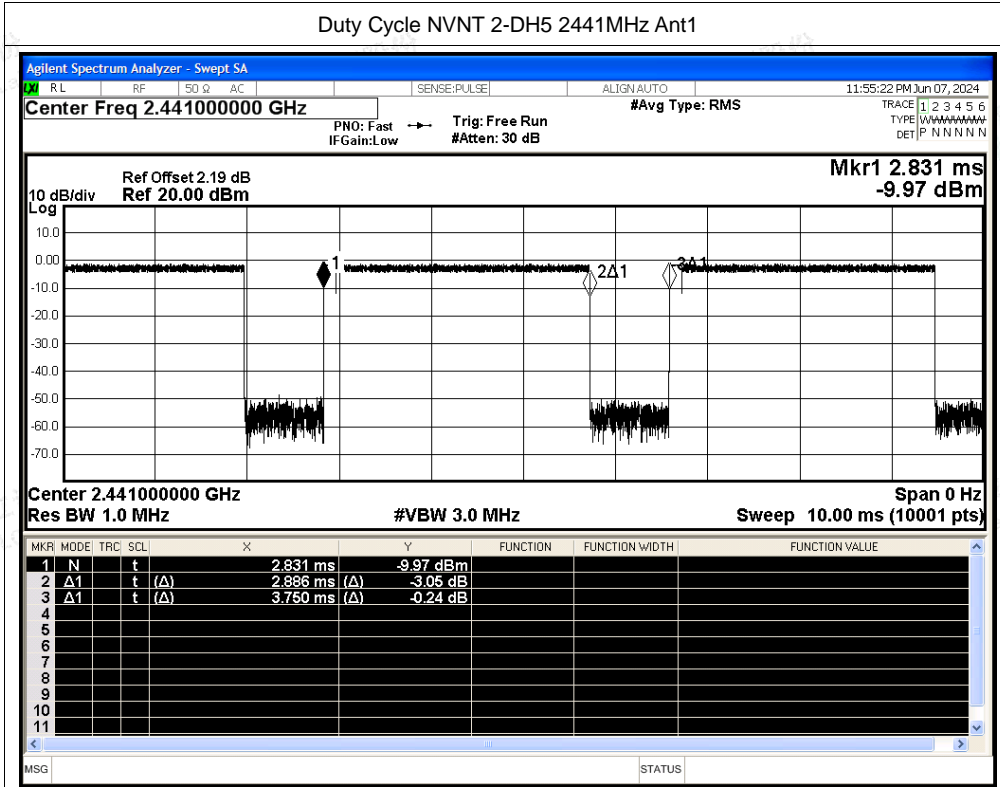 Duty Cycle NVNT 2-DH5 2441MHz Ant1
Agilent Spectrum Analyzer - Swept SA
LXI RL RF 50 Ω AC SENSE:PULSE ALIGN AUTO 11:55:22 PM Jun 07, 2024
Center Freq 2.441000000 GHz #Avg Type: RMS TRACE 1 2 3 4 5 6
PNO: Fast Trig: Free Run TYPE WWWWWW
IFGain:Low #Atten: 30 dB DET P N N N N N
Mkr1 2.831 ms
Ref Offset 2.19 dB
10 dB/div Ref 20.00 dBm -9.97 dBm
Log
10.0
0.00
1
2Δ1
3Δ1
-10.0
-20.0
-30.0
-40.0
-50.0
-60.0
-70.0
Center 2.441000000 GHz Span 0 Hz
Res BW 1.0 MHz #VBW 3.0 MHz Sweep 10.00 ms (10001 pts)
MKR MODE TRC SCL X Y FUNCTION FUNCTION WIDTH FUNCTION VALUE
1 N t 2.831 ms -9.97 dBm
2 Δ1 t (Δ) 2.886 ms (Δ) -3.05 dB
3 Δ1 t (Δ) 3.750 ms (Δ) -0.24 dB
4
5
6
7
8
9
10
11
MSG STATUS